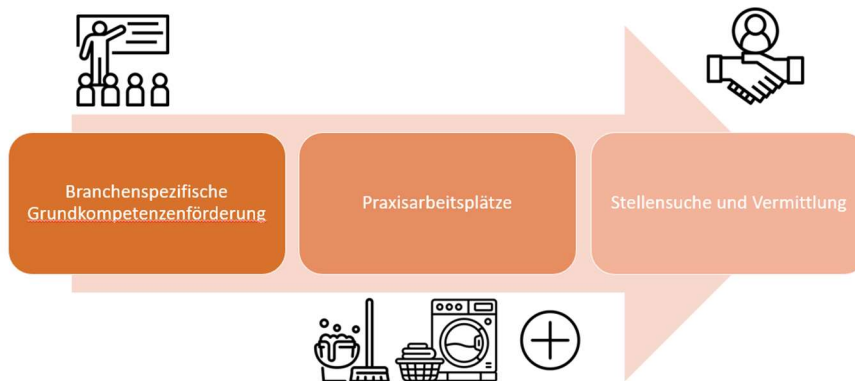 Branchenspezifische
Grundkompetenzenförderung
Praxisarbeitsplätze
Stellensuche und Vermittlung